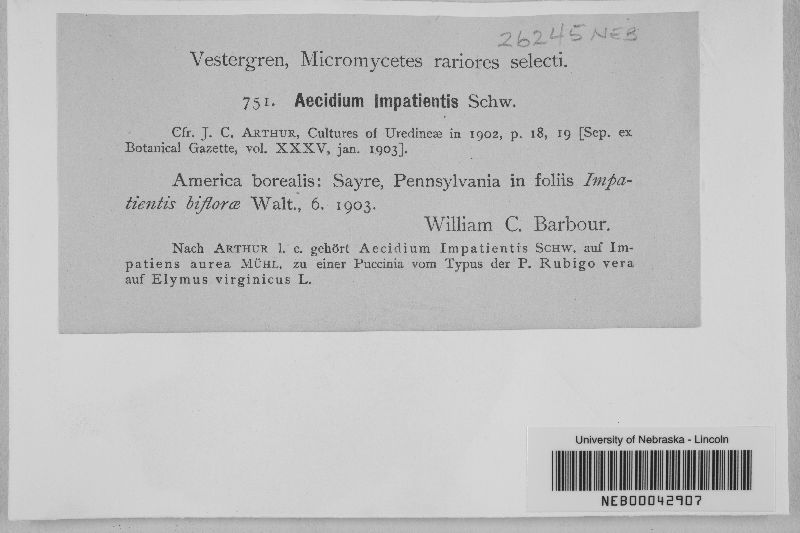 26245 NEB
Vestergren, Micromycetes rariores selecti.
751. Aecidium Impatientis Schw.
Cfr. J. C. ARTHUR, Cultures of Uredineæ in 1902, p. 18, 19 [Sep. ex
Botanical Gazette, vol. XXXV, jan. 1903].
America borealis: Sayre, Pennsylvania in foliis Impa-
tientis bifloræ Walt., 6. 1903.
William C. Barbour.
Nach ARTHUR l. c. gehört Aecidium Impatientis SCHW. auf Im-
patiens aurea MÜHL. zu einer Puccinia vom Typus der P. Rubigo vera
auf Elymus virginicus L.
University of Nebraska - Lincoln
NEB00042907